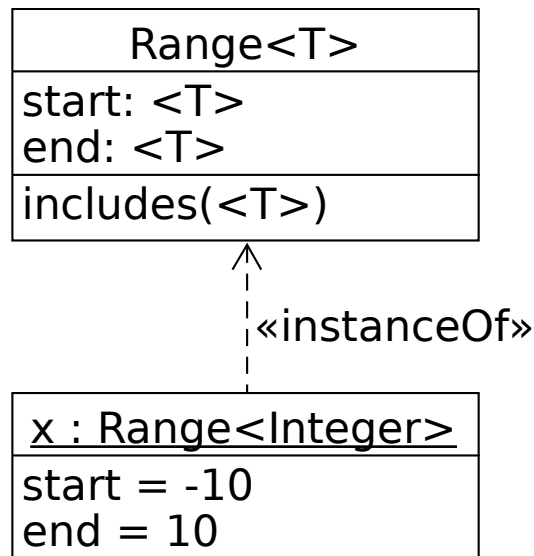 Range<T>
start: <T>
end: <T>
includes(<T>)
«instanceOf»
x : Range<Integer>
start = -10
end = 10